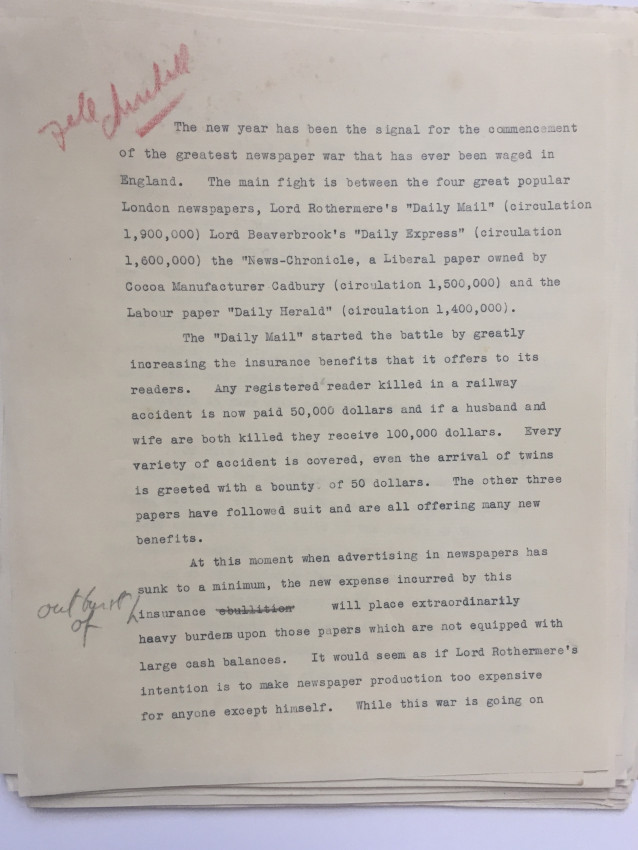 Churchill
The new year has been the signal for the commencement
of the greatest newspaper war that has ever been waged in
England. The main fight is between the four great popular
London newspapers, Lord Rothermere's "Daily Mail" (circulation
1,900,000) Lord Beaverbrook's "Daily Express" (circulation
1,600,000) the "News-Chronicle, a Liberal paper owned by
Cocoa Manufacturer Cadbury (circulation 1,500,000) and the
Labour paper "Daily Herald" (circulation 1,400,000).
The "Daily Mail" started the battle by greatly
increasing the insurance benefits that it offers to its
readers. Any registered reader killed in a railway
accident is now paid 50,000 dollars and if a husband and
wife are both killed they receive 100,000 dollars. Every
variety of accident is covered, even the arrival of twins
is greeted with a bounty of 50 dollars. The other three
papers have followed suit and are all offering many new
benefits.
At this moment when advertising in newspapers has
sunk to a minimum, the new expense incurred by this
outburst
of
insurance ebullition will place extraordinarily
heavy burdens upon those papers which are not equipped with
large cash balances. It would seem as if Lord Rothermere's
intention is to make newspaper production too expensive
for anyone except himself. While this war is going on